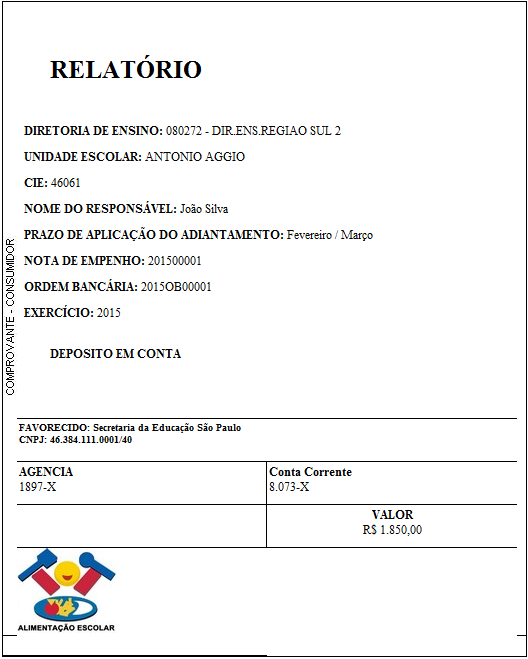 RELATÓRIO
DIRETORIA DE ENSINO: 080272 - DIR.ENS.REGIAO SUL 2
UNIDADE ESCOLAR: ANTONIO AGGIO
CIE: 46061
NOME DO RESPONSÁVEL: João Silva
PRAZO DE APLICAÇÃO DO ADIANTAMENTO: Fevereiro / Março
NOTA DE EMPENHO: 201500001
ORDEM BANCÁRIA: 2015OB00001
EXERCÍCIO: 2015
COMPROVANTE - CONSUMIDOR
DEPOSITO EM CONTA
FAVORECIDO: Secretaria da Educação São Paulo
CNPJ: 46.384.111.0001/40
AGENCIA
1897-X
Conta Corrente
8.073-X
VALOR
R$ 1.850,00
ALIMENTAÇÃO ESCOLAR